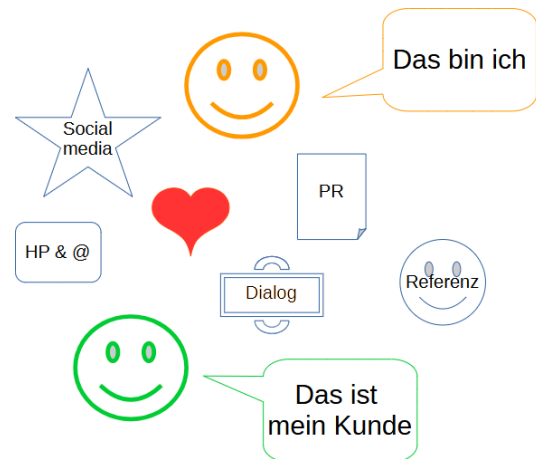 Das bin ich
Social
media
PR
HP & @
Referenz
Dialog
Das ist
mein Kunde